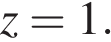 z = 1.